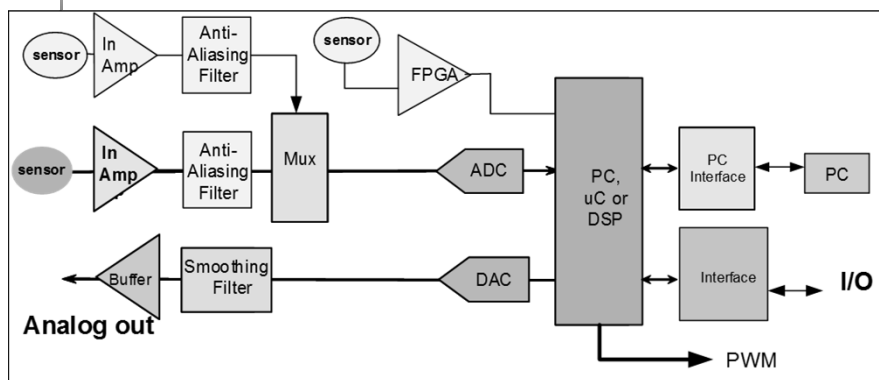 sensor
In
Amp
Anti-
Aliasing
Filter
sensor
FPGA
sensor
In
Amp
Anti-
Aliasing
Filter
Mux
ADC
PC,
uC or
DSP
PC
Interface
PC
Buffer
Smoothing
Filter
DAC
Interface
I/O
Analog out
PWM